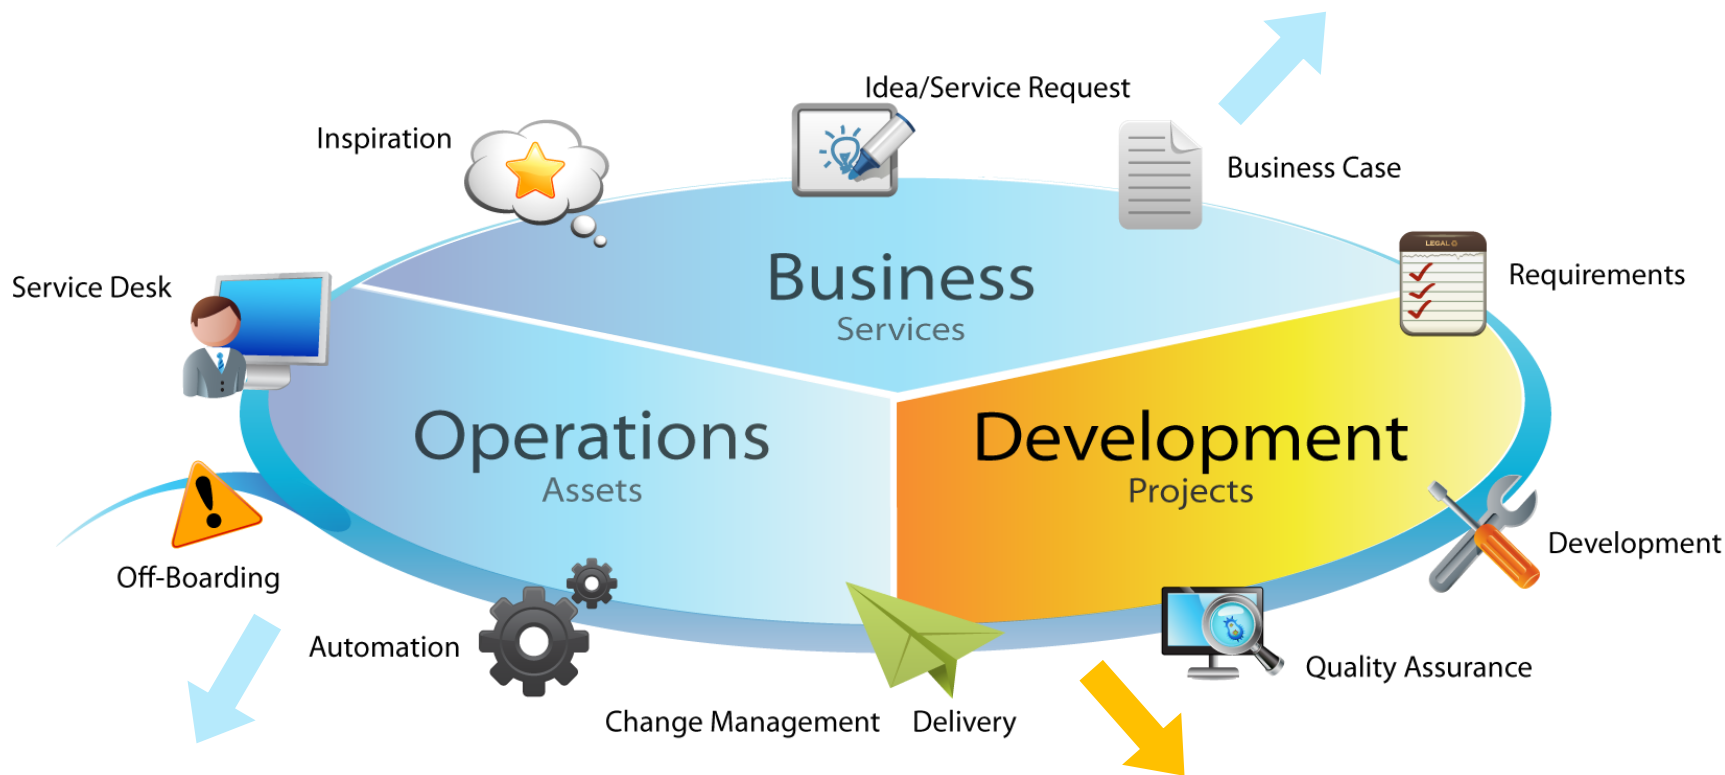 Idea/Service Request
Inspiration
Business Case
LEGAL
Requirements
Business
Services
Service Desk
Operations
Assets
Development
Projects
Development
Off-Boarding
Automation
Quality Assurance
Change Management
Delivery